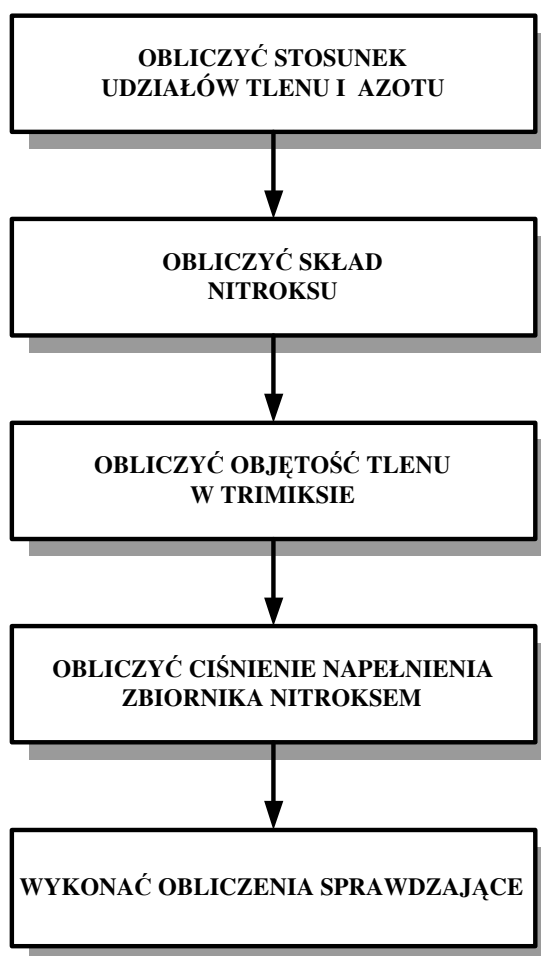 OBLICZYĆ STOSUNEK
UDZIAŁÓW TLENU I AZOTU
OBLICZYĆ SKŁAD
NITROKSU
OBLICZYĆ OBJĘTOŚĆ TLENU
W TRIMIKSIE
OBLICZYĆ CIŚNIENIE NAPEŁNIENIA
ZBIORNIKA NITROKSEM
WYKONAĆ OBLICZENIA SPRAWDZAJĄCE